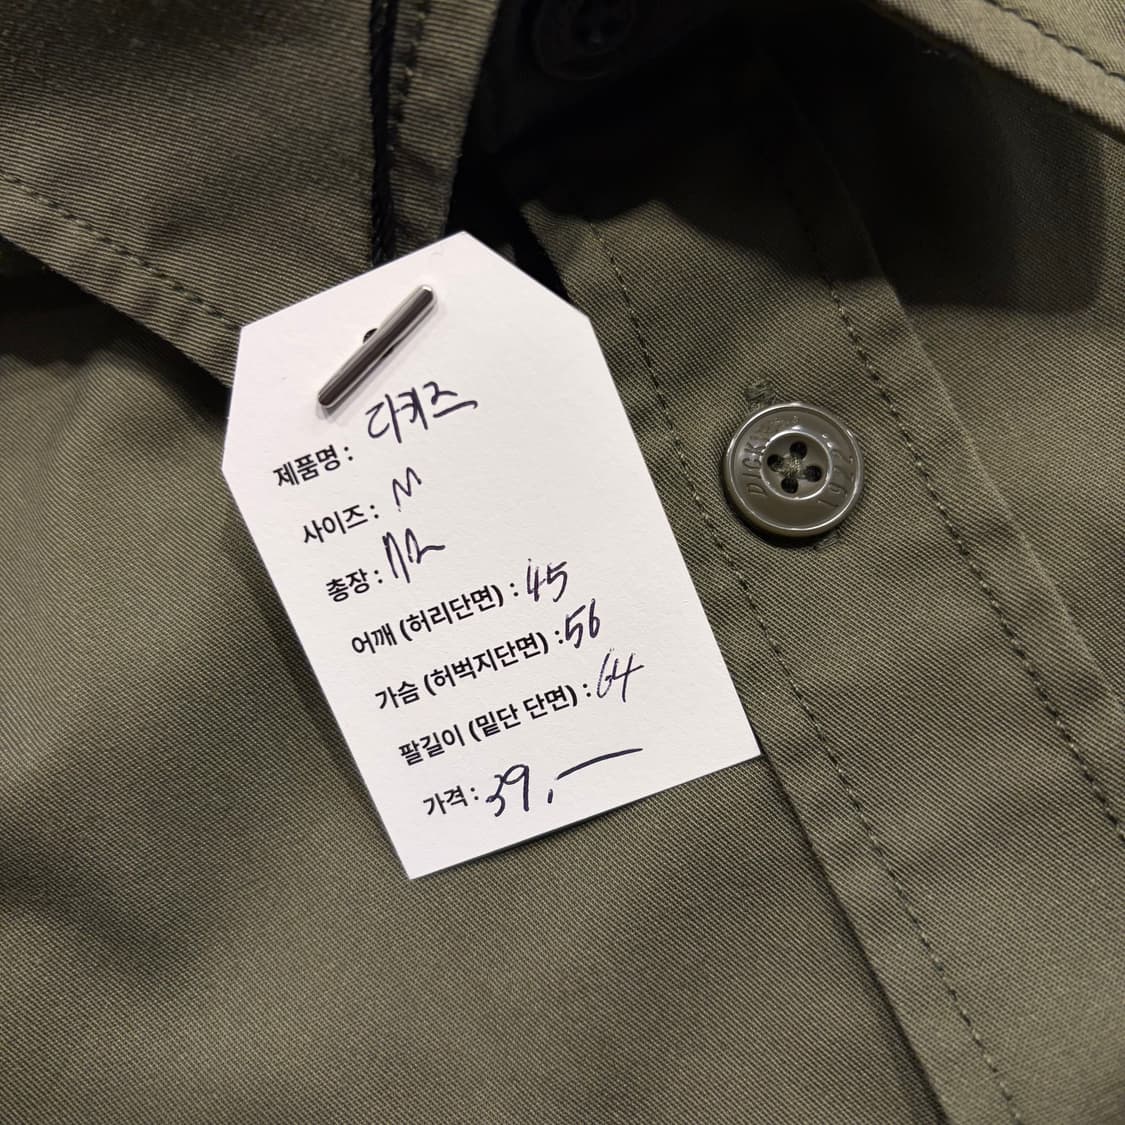 제품명 : 디키즈
사이즈 : M
총장 : 72
어깨 (허리단면) : 45
가슴 (허벅지단면) : 56
팔길이 (밑단 단면) : 64
가격 : 39,―
1922